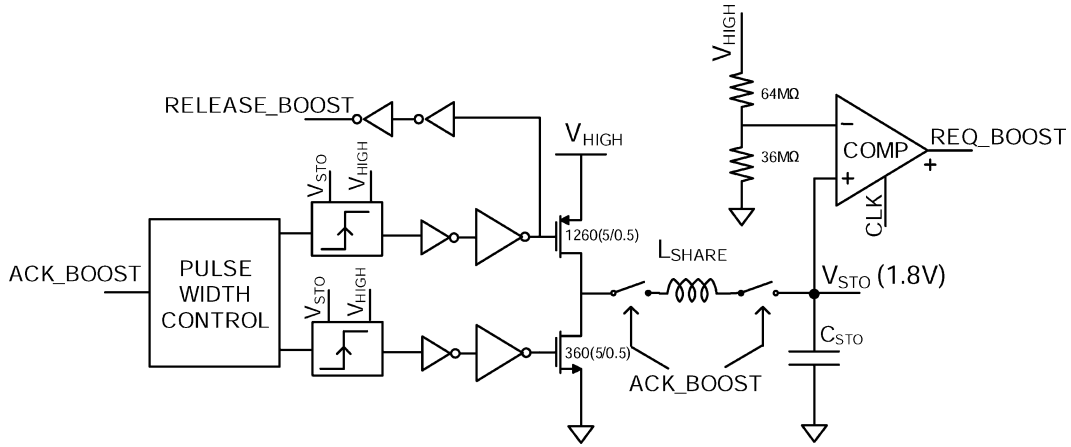 V_HIGH
64MΩ
36MΩ
−
COMP
+
CLK
REQ_BOOST
+
RELEASE_BOOST
V_HIGH
V_STO
V_HIGH
1260(5/0.5)
ACK_BOOST
PULSE
WIDTH
CONTROL
V_STO
V_HIGH
360(5/0.5)
L_SHARE
ACK_BOOST
V_STO (1.8V)
C_STO